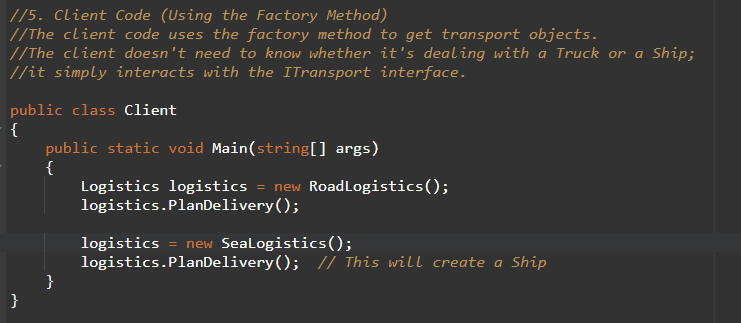 //5. Client Code (Using the Factory Method)
//The client code uses the factory method to get transport objects.
//The client doesn't need to know whether it's dealing with a Truck or a Ship;
//it simply interacts with the ITransport interface.

public class Client
{
    public static void Main(string[] args)
    {
        Logistics logistics = new RoadLogistics();
        logistics.PlanDelivery();

        logistics = new SeaLogistics();
        logistics.PlanDelivery();  // This will create a Ship
    }
}